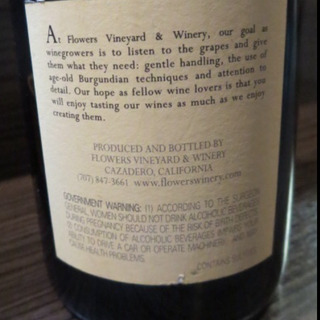 At Flowers Vineyard & Winery, our goal as
winegrowers is to listen to the grapes and give
them what they need: gentle handling, the use of
age-old Burgundian techniques and attention to
detail. Our hope as fellow wine lovers is that you
will enjoy tasting our wines as much as we enjoy
creating them.
PRODUCED AND BOTTLED BY
FLOWERS VINEYARD & WINERY
CAZADERO, CALIFORNIA
(707) 847-3661 www.flowerswinery.com
GOVERNMENT WARNING: (1) ACCORDING TO THE SURGEON
GENERAL, WOMEN SHOULD NOT DRINK ALCOHOLIC BEVERAGES
DURING PREGNANCY BECAUSE OF THE RISK OF BIRTH DEFECTS.
(2) CONSUMPTION OF ALCOHOLIC BEVERAGES IMPAIRS YOUR
ABILITY TO DRIVE A CAR OR OPERATE MACHINERY, AND MAY
CAUSE HEALTH PROBLEMS.
CONTAINS SULFITES